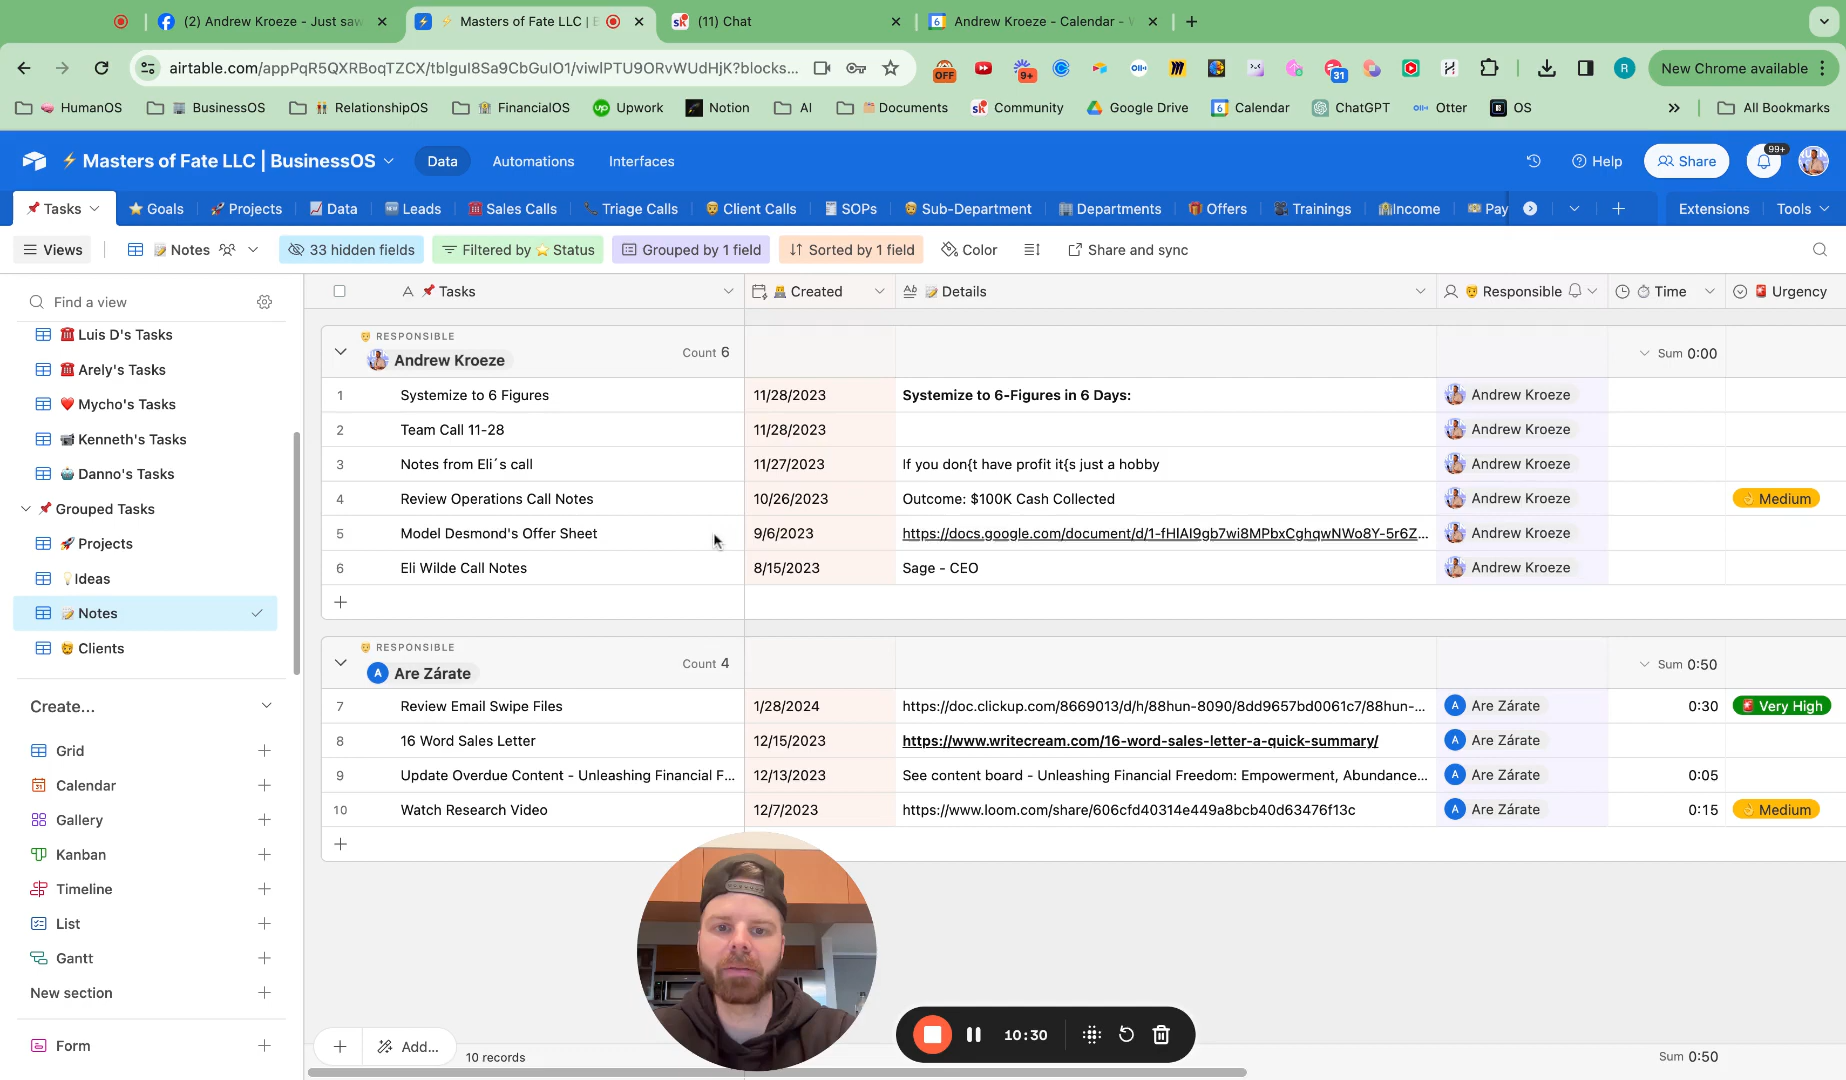 (2) Andrew Kroeze - Just saw
Masters of Fate LLC | B
(11) Chat
Andrew Kroeze - Calendar - W
airtable.com/appPqR5QXRBoqTZCX/tblgul8Sa9CbGulO1/viwlPTU9ORvWUdHjK?blocks...
OFF
9+
31
R
New Chrome available
HumanOS
BusinessOS
RelationshipOS
FinancialOS
Upwork
Notion
AI
Documents
Community
Google Drive
Calendar
ChatGPT
Otter
OS
All Bookmarks
Masters of Fate LLC | BusinessOS
Data
Automations
Interfaces
Help
Share
99+
Tasks
Goals
Projects
Data
Leads
Sales Calls
Triage Calls
Client Calls
SOPs
Sub-Department
Departments
Offers
Trainings
Income
Pay
Extensions
Tools
Views
Notes
33 hidden fields
Filtered by ⭐ Status
Grouped by 1 field
Sorted by 1 field
Color
Share and sync
Find a view
Luis D's Tasks
Arely's Tasks
Mycho's Tasks
Kenneth's Tasks
Danno's Tasks
Grouped Tasks
Projects
Ideas
Notes
Clients
Create...
Grid
Calendar
Gallery
Kanban
Timeline
List
Gantt
New section
Form
Tasks
Created
Details
Responsible
Time
Urgency
RESPONSIBLE
Andrew Kroeze
Count 6
Sum 0:00
1 Systemize to 6 Figures 11/28/2023 Systemize to 6-Figures in 6 Days: Andrew Kroeze
2 Team Call 11-28 11/28/2023 Andrew Kroeze
3 Notes from Eli´s call 11/27/2023 If you don{t have profit it{s just a hobby Andrew Kroeze
4 Review Operations Call Notes 10/26/2023 Outcome: $100K Cash Collected Andrew Kroeze Medium
5 Model Desmond's Offer Sheet 9/6/2023 https://docs.google.com/document/d/1-fHlAI9gb7wi8MPbxCghqwNWo8Y-5r6Z... Andrew Kroeze
6 Eli Wilde Call Notes 8/15/2023 Sage - CEO Andrew Kroeze
RESPONSIBLE
A Are Zárate
Count 4
Sum 0:50
7 Review Email Swipe Files 1/28/2024 https://doc.clickup.com/8669013/d/h/88hun-8090/8dd9657bd0061c7/88hun-... A Are Zárate 0:30 Very High
8 16 Word Sales Letter 12/15/2023 https://www.writecream.com/16-word-sales-letter-a-quick-summary/ A Are Zárate
9 Update Overdue Content - Unleashing Financial F... 12/13/2023 See content board - Unleashing Financial Freedom: Empowerment, Abundance... A Are Zárate 0:05
10 Watch Research Video 12/7/2023 https://www.loom.com/share/606cfd40314e449a8bcb40d63476f13c A Are Zárate 0:15 Medium
10:30
Add...
10 records
Sum 0:50